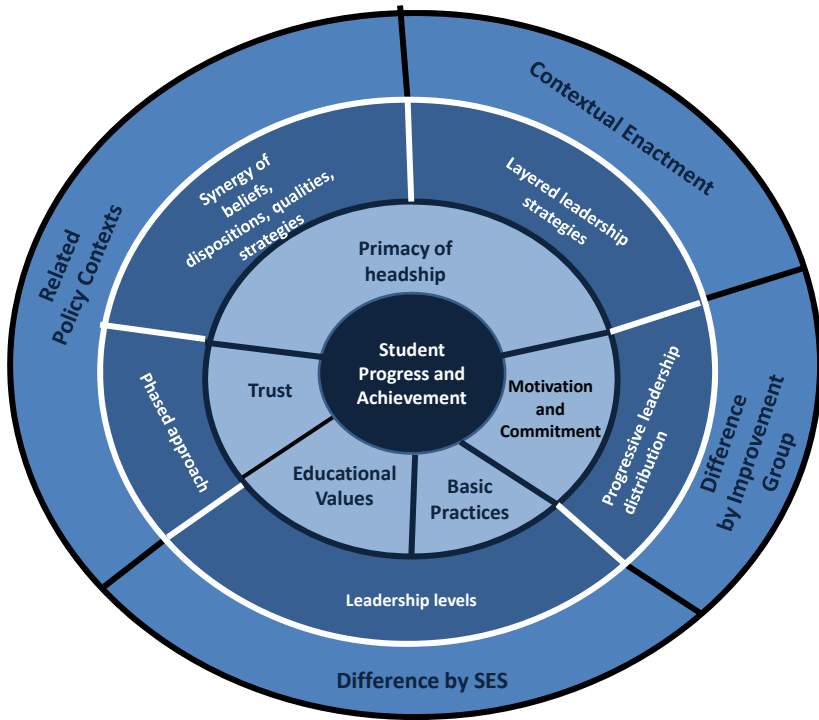 Contextual Enactment
Related
Policy Contexts
Synergy of
beliefs,
dispositions, qualities,
strategies
Layered leadership
strategies
Primacy of
headship
Student
Progress and
Achievement
Trust
Motivation
and
Commitment
Phased approach
Progressive leadership
distribution
Difference
by Improvement
Group
Educational
Values
Basic
Practices
Leadership levels
Difference by SES